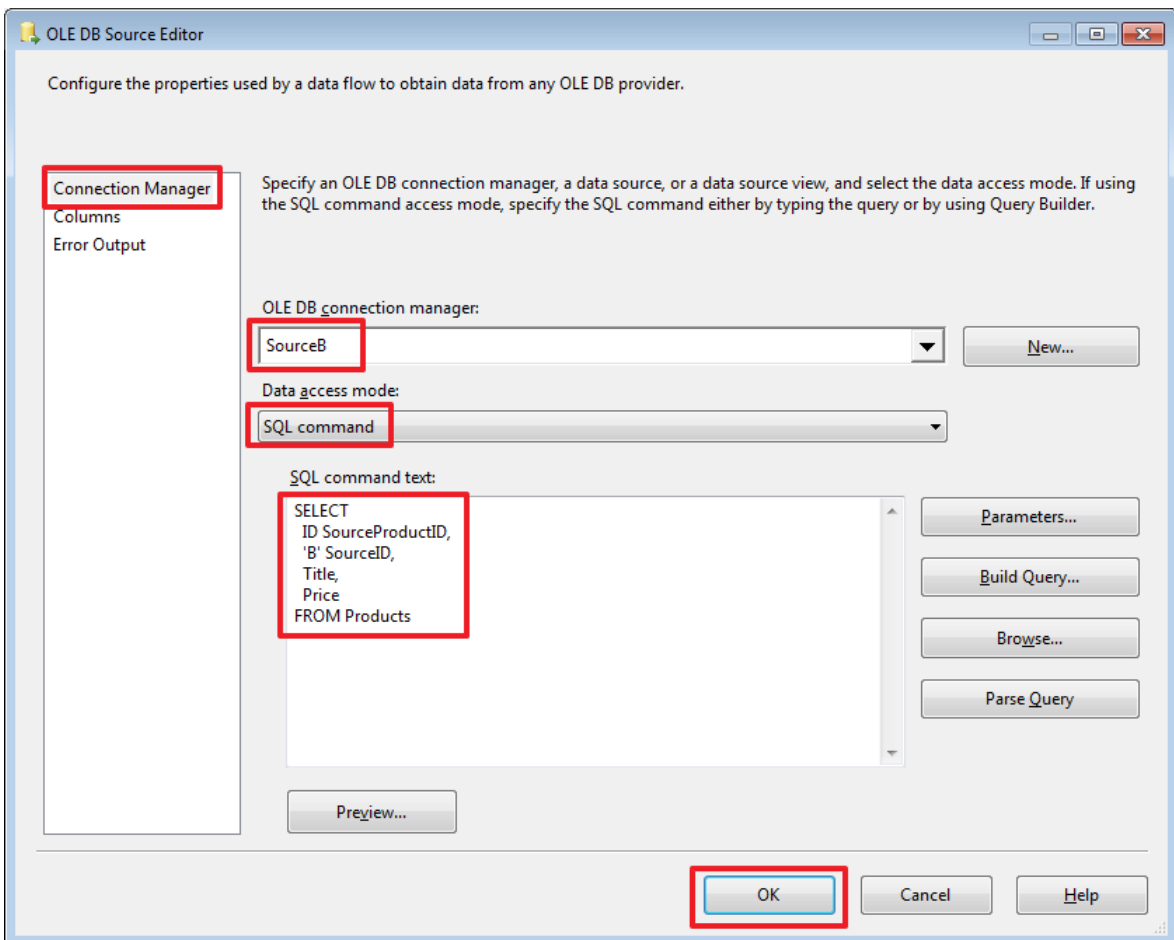 OLE DB Source Editor
Configure the properties used by a data flow to obtain data from any OLE DB provider.
Connection Manager
Columns
Error Output
Specify an OLE DB connection manager, a data source, or a data source view, and select the data access mode. If using
the SQL command access mode, specify the SQL command either by typing the query or by using Query Builder.
OLE DB connection manager:
SourceB
New...
Data access mode:
SQL command
SQL command text:
SELECT
ID SourceProductID,
'B' SourceID,
Title,
Price
FROM Products
Parameters...
Build Query...
Browse...
Parse Query
Preview...
OK
Cancel
Help